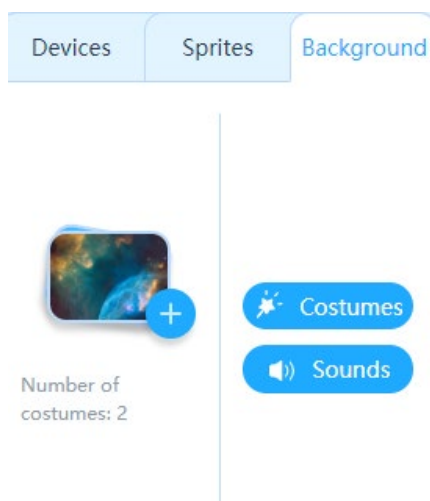 Devices
Sprites
Background
Costumes
Sounds
Number of
costumes: 2